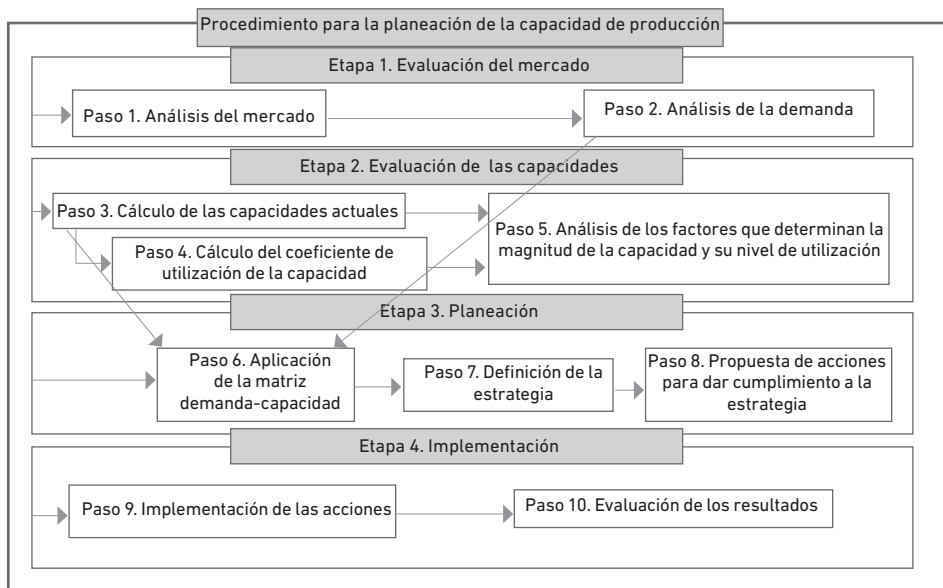 Procedimiento para la planeación de la capacidad de producción
Etapa 1. Evaluación del mercado
Paso 1. Análisis del mercado
Paso 2. Análisis de la demanda
Etapa 2. Evaluación de las capacidades
Paso 3. Cálculo de las capacidades actuales
Paso 4. Cálculo del coeficiente de
utilización de la capacidad
Paso 5. Análisis de los factores que determinan la
magnitud de la capacidad y su nivel de utilización
Etapa 3. Planeación
Paso 6. Aplicación
de la matriz
demanda-capacidad
Paso 7. Definición de la
estrategia
Paso 8. Propuesta de acciones
para dar cumplimiento a la
estrategia
Etapa 4. Implementación
Paso 9. Implementación de las acciones
Paso 10. Evaluación de los resultados